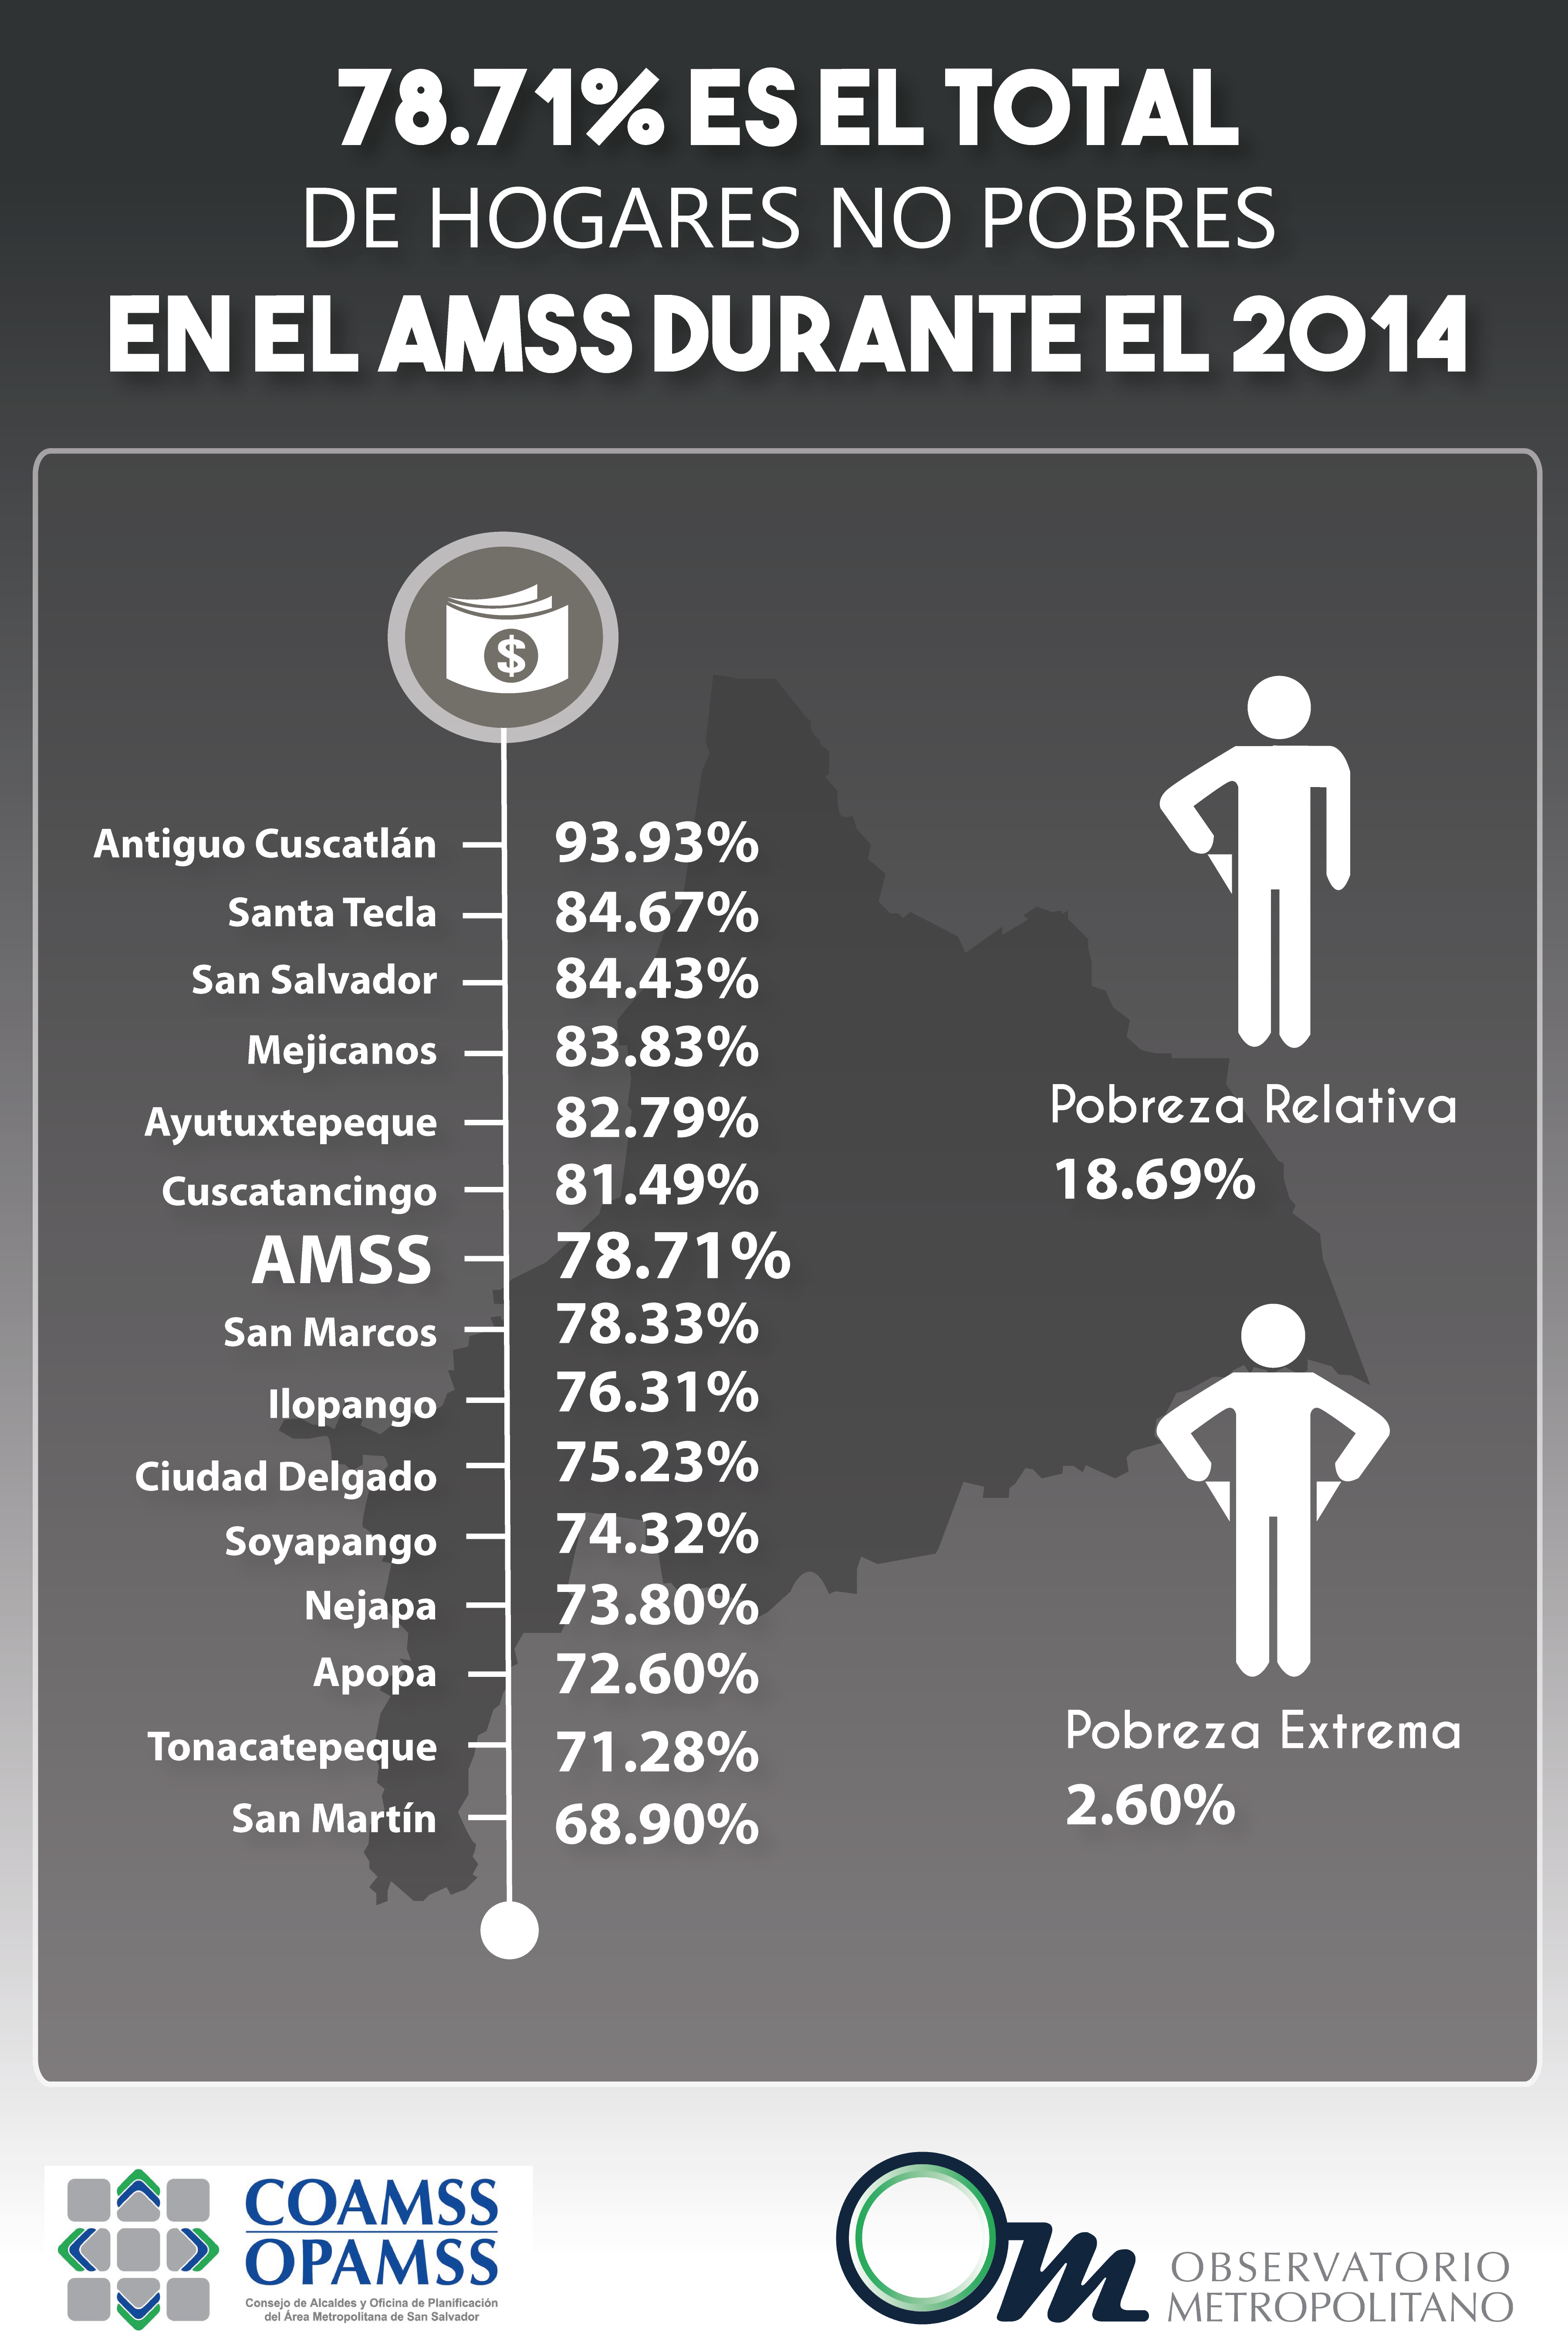 78.71% ES EL TOTAL
DE HOGARES NO POBRES
EN EL AMSS DURANTE EL 2014
$
Antiguo Cuscatlán 93.93%
Santa Tecla 84.67%
San Salvador 84.43%
Mejicanos 83.83%
Ayutuxtepeque 82.79%
Cuscatancingo 81.49%
AMSS 78.71%
San Marcos 78.33%
Ilopango 76.31%
Ciudad Delgado 75.23%
Soyapango 74.32%
Nejapa 73.80%
Apopa 72.60%
Tonacatepeque 71.28%
San Martín 68.90%
Pobreza Relativa
18.69%
Pobreza Extrema
2.60%
COAMSS
OPAMSS
Consejo de Alcaldes y Oficina de Planificación
del Área Metropolitana de San Salvador
Om
OBSERVATORIO
METROPOLITANO